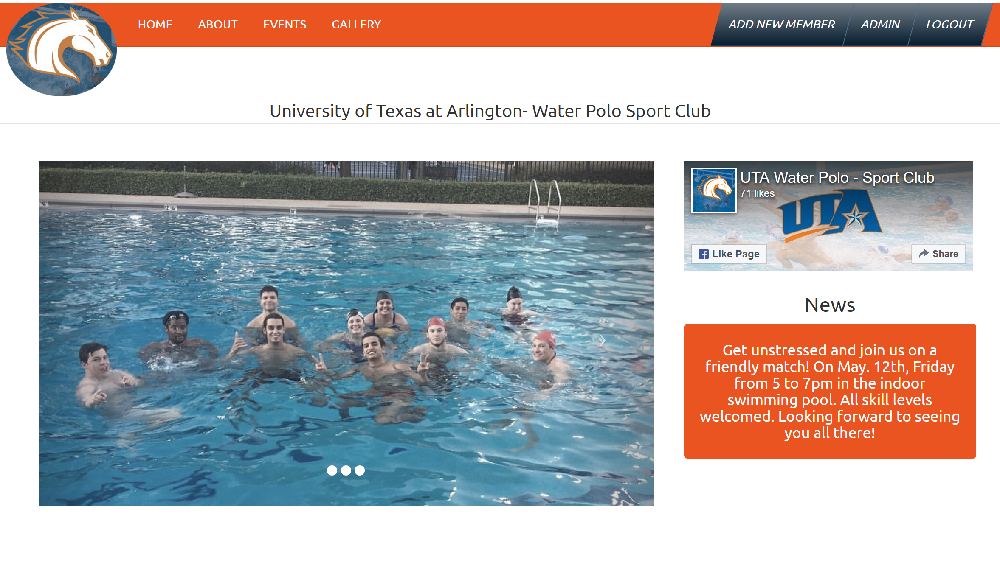 HOME ABOUT EVENTS GALLERY ADD NEW MEMBER ADMIN LOGOUT
University of Texas at Arlington- Water Polo Sport Club
UTA Water Polo - Sport Club
71 likes
UTA
Like Page Share
News
Get unstressed and join us on a
friendly match! On May. 12th, Friday
from 5 to 7pm in the indoor
swimming pool. All skill levels
welcomed. Looking forward to seeing
you all there!